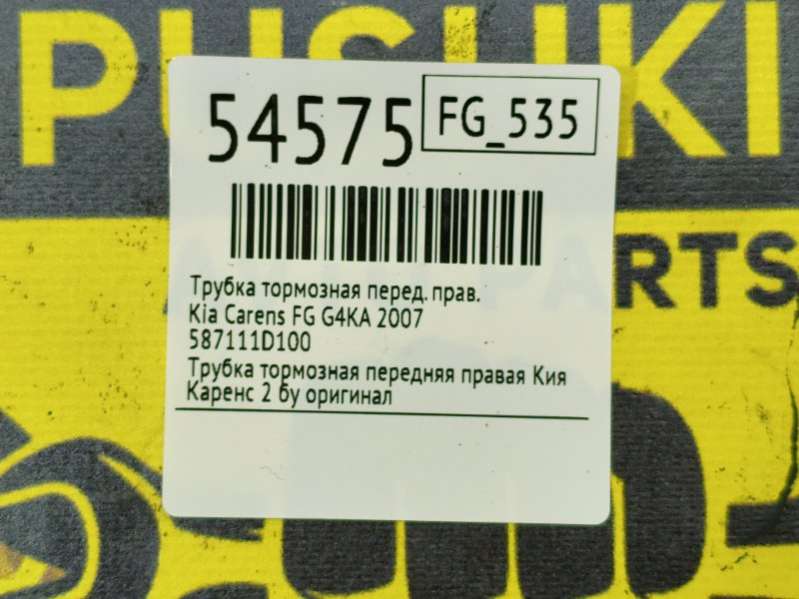 PUSUKI
54575
FG_535
PARTS
Трубка тормозная перед. прав.
Kia Carens FG G4KA 2007
587111D100
Трубка тормозная передняя правая Кия
Каренс 2 бу оригинал